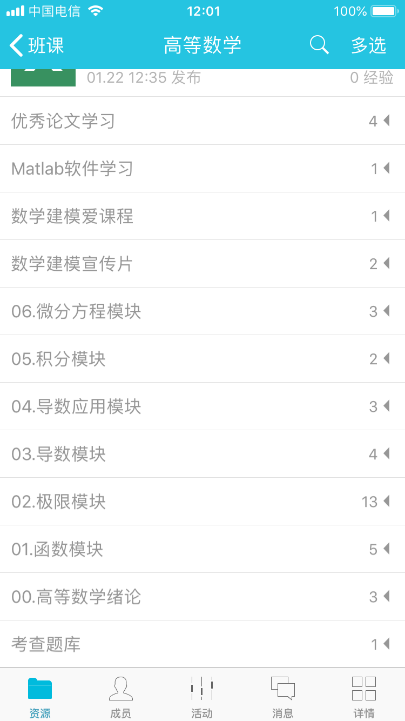 中国电信 12:01 100%
班课 高等数学 多选
01.22 12:35 发布 0 经验
优秀论文学习 4
Matlab软件学习 1
数学建模爱课程 1
数学建模宣传片 2
06.微分方程模块 3
05.积分模块 2
04.导数应用模块 3
03.导数模块 4
02.极限模块 13
01.函数模块 5
00.高等数学绪论 3
考查题库 1
资源 成员 活动 消息 详情